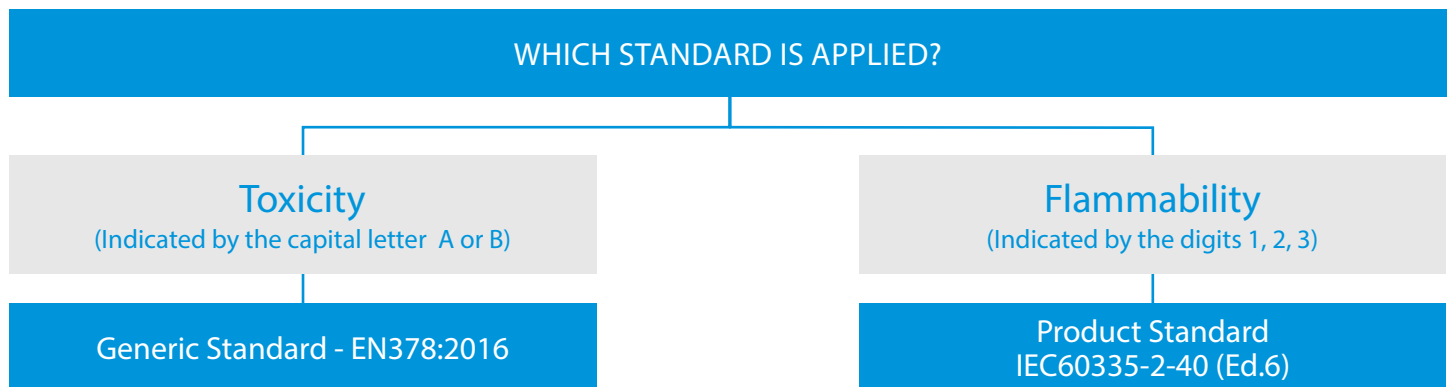 WHICH STANDARD IS APPLIED?
Toxicity
(Indicated by the capital letter  A or B)
Flammability
(Indicated by the digits 1, 2, 3)
Generic Standard - EN378:2016
Product Standard
IEC60335-2-40 (Ed.6)